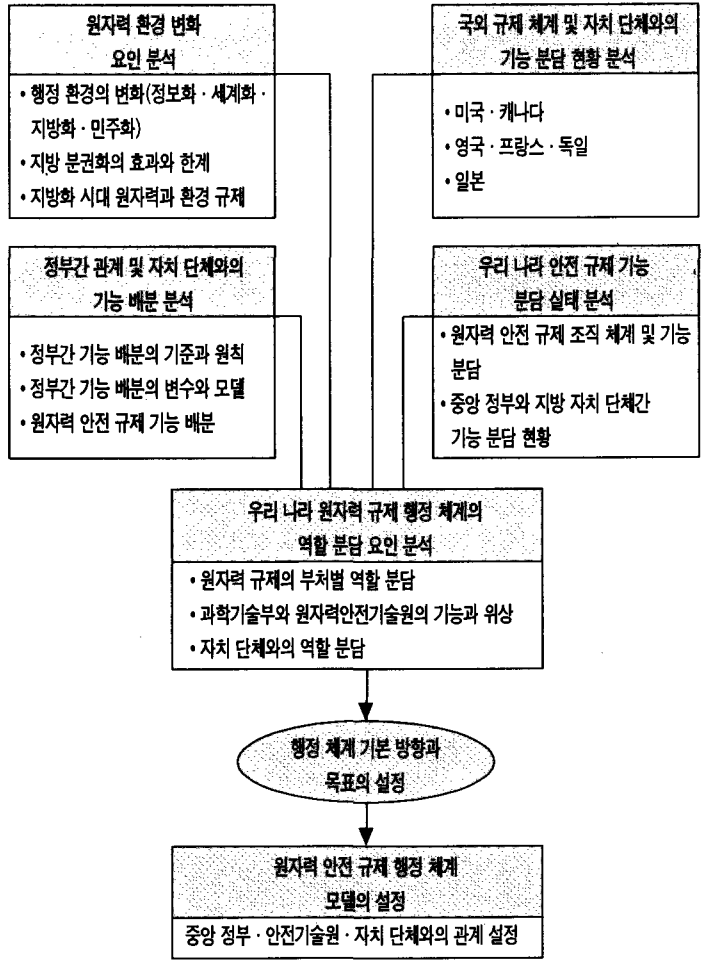 원자력 환경 변화
요인 분석
• 행정 환경의 변화(정보화 · 세계화 ·
지방화 · 민주화)
• 지방 분권화의 효과와 한계
• 지방화 시대 원자력과 환경 규제
국외 규제 체계 및 자치 단체와의
기능 분담 현황 분석
• 미국 · 캐나다
• 영국 · 프랑스 · 독일
• 일본
정부간 관계 및 자치 단체와의
기능 배분 분석
• 정부간 기능 배분의 기준과 원칙
• 정부간 기능 배분의 변수와 모델
• 원자력 안전 규제 기능 배분
우리 나라 안전 규제 기능
분담 실태 분석
• 원자력 안전 규제 조직 체계 및 기능
분담
• 중앙 정부와 지방 자치 단체간
기능 분담 현황
우리 나라 원자력 규제 행정 체계의
역할 분담 요인 분석
• 원자력 규제의 부처별 역할 분담
• 과학기술부와 원자력안전기술원의 기능과 위상
• 자치 단체와의 역할 분담
행정 체계 기본 방향과
목표의 설정
원자력 안전 규제 행정 체계
모델의 설정
중앙 정부 · 안전기술원 · 자치 단체와의 관계 설정